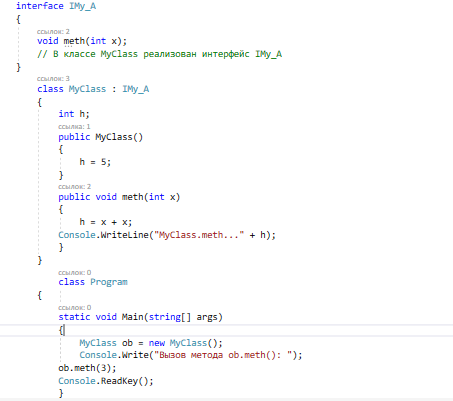 interface IMy_A
{
ссылок: 2
void meth(int x);
// В классе MyClass реализован интерфейс IMy_A
}
ссылок: 3
class MyClass : IMy_A
{
int h;
ссылка: 1
public MyClass()
{
h = 5;
}
ссылок: 2
public void meth(int x)
{
h = x + x;
Console.WriteLine("MyClass.meth..." + h);
}
}
ссылок: 0
class Program
{
ссылок: 0
static void Main(string[] args)
{
MyClass ob = new MyClass();
Console.Write("Вызов метода ob.meth(): ");
ob.meth(3);
Console.ReadKey();
}